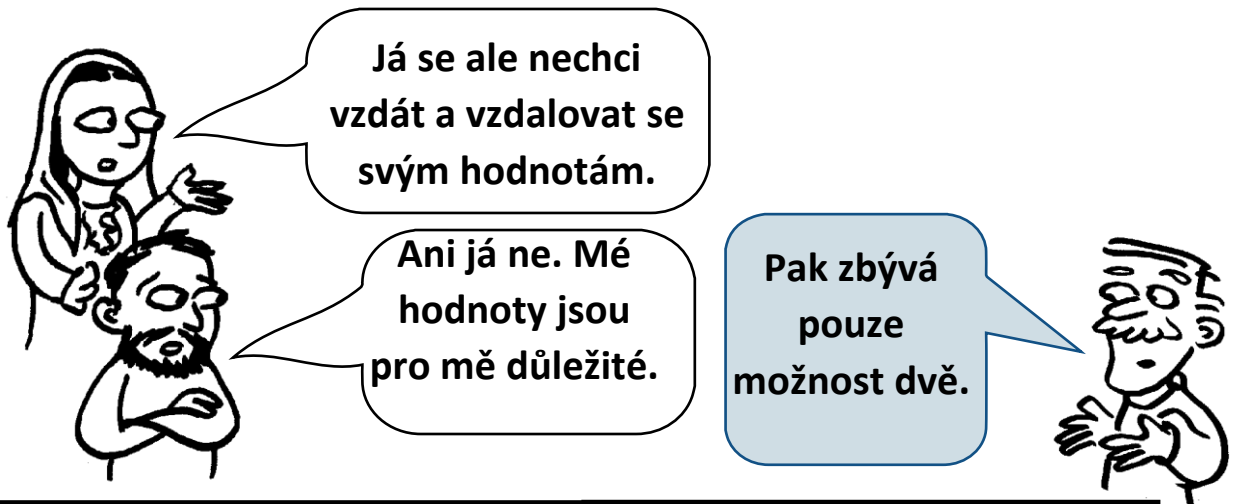 Já se ale nechci
vzdát a vzdalovat se
svým hodnotám.
Ani já ne. Mé
hodnoty jsou
pro mě důležité.
Pak zbývá
pouze
možnost dvě.